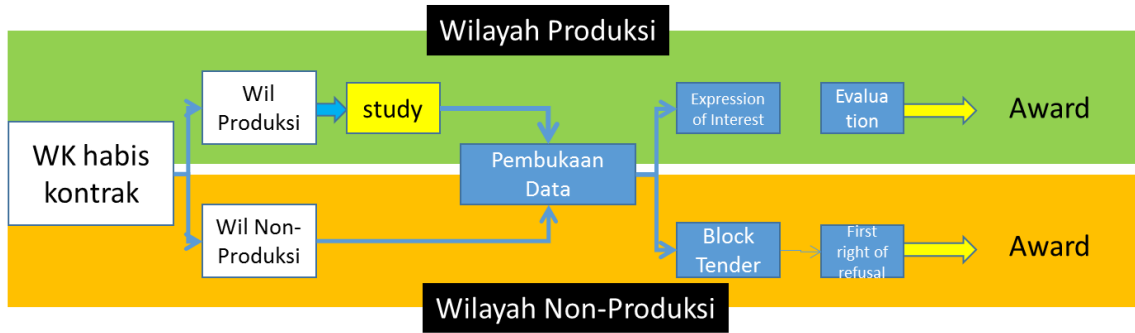 Wilayah Produksi
Wil
Produksi
study
Expression
of Interest
Evalua
tion
Award
WK habis
kontrak
Pembukaan
Data
Wil Non-
Produksi
Block
Tender
First
right of
refusal
Award
Wilayah Non-Produksi